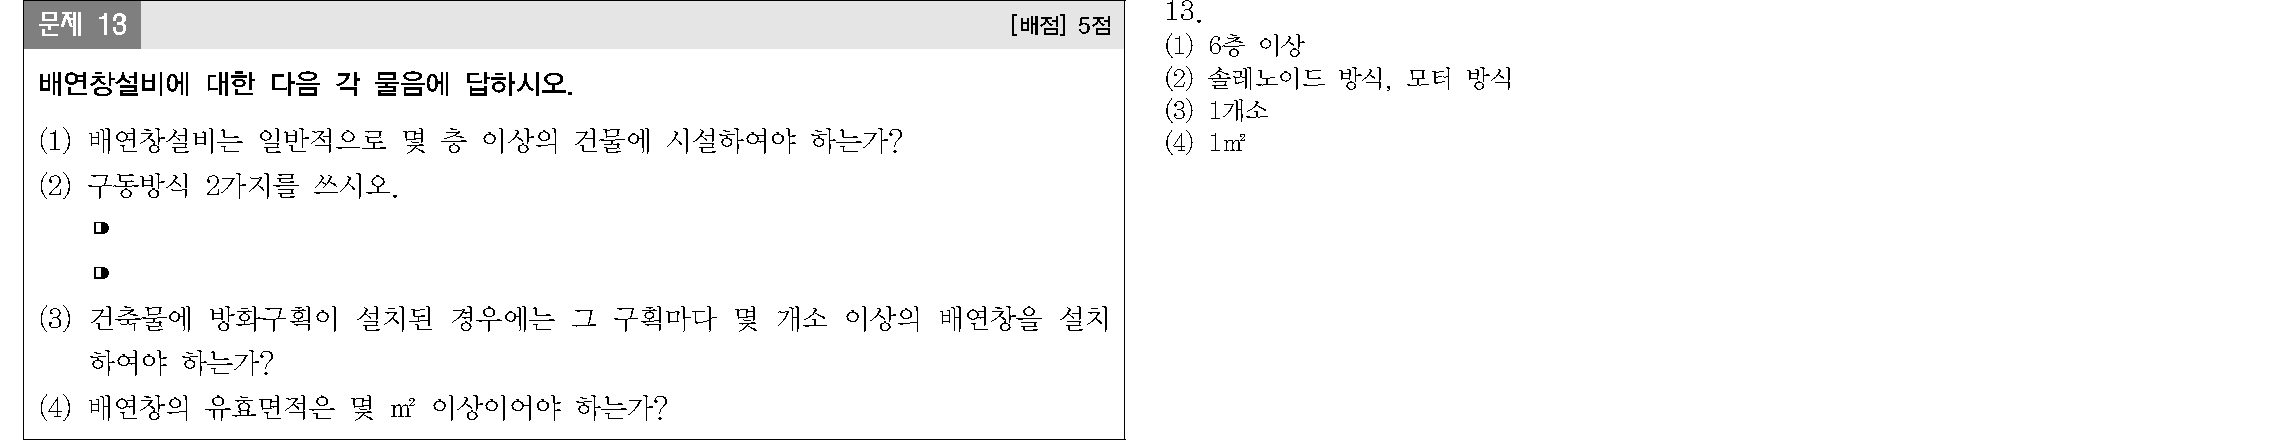 문제 13
[배점] 5점
배연창설비에 대한 다음 각 물음에 답하시오.
(1) 배연창설비는 일반적으로 몇 층 이상의 건물에 시설하여야 하는가?
(2) 구동방식 2가지를 쓰시오.
(3) 건축물에 방화구획이 설치된 경우에는 그 구획마다 몇 개소 이상의 배연창을 설치
하여야 하는가?
(4) 배연창의 유효면적은 몇 ㎡ 이상이어야 하는가?
13.
(1) 6층 이상
(2) 솔레노이드 방식, 모터 방식
(3) 1개소
(4) 1㎡